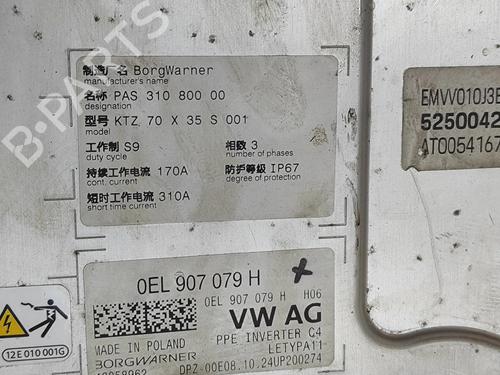 B-PARTS
制造厂名 BorgWarner
manufacturer's name
名称 PAS 310 800 00
designation
型号 KTZ 70 X 35 S 001
model
工作制 S9
duty cycle
相数 3
number of phases
持续工作电流 170A
cont. current
防护等级 IP67
degree of protection
短时工作电流 310A
short time current
EMVV010J3B
5250042
AT0054167
0EL 907 079 H
0EL 907 079 H H06
VW AG
MADE IN POLAND
PPE INVERTER C4
BORGWARNER
LETYPA11
DPZ-00E08.10.24UP200274
12E010001G